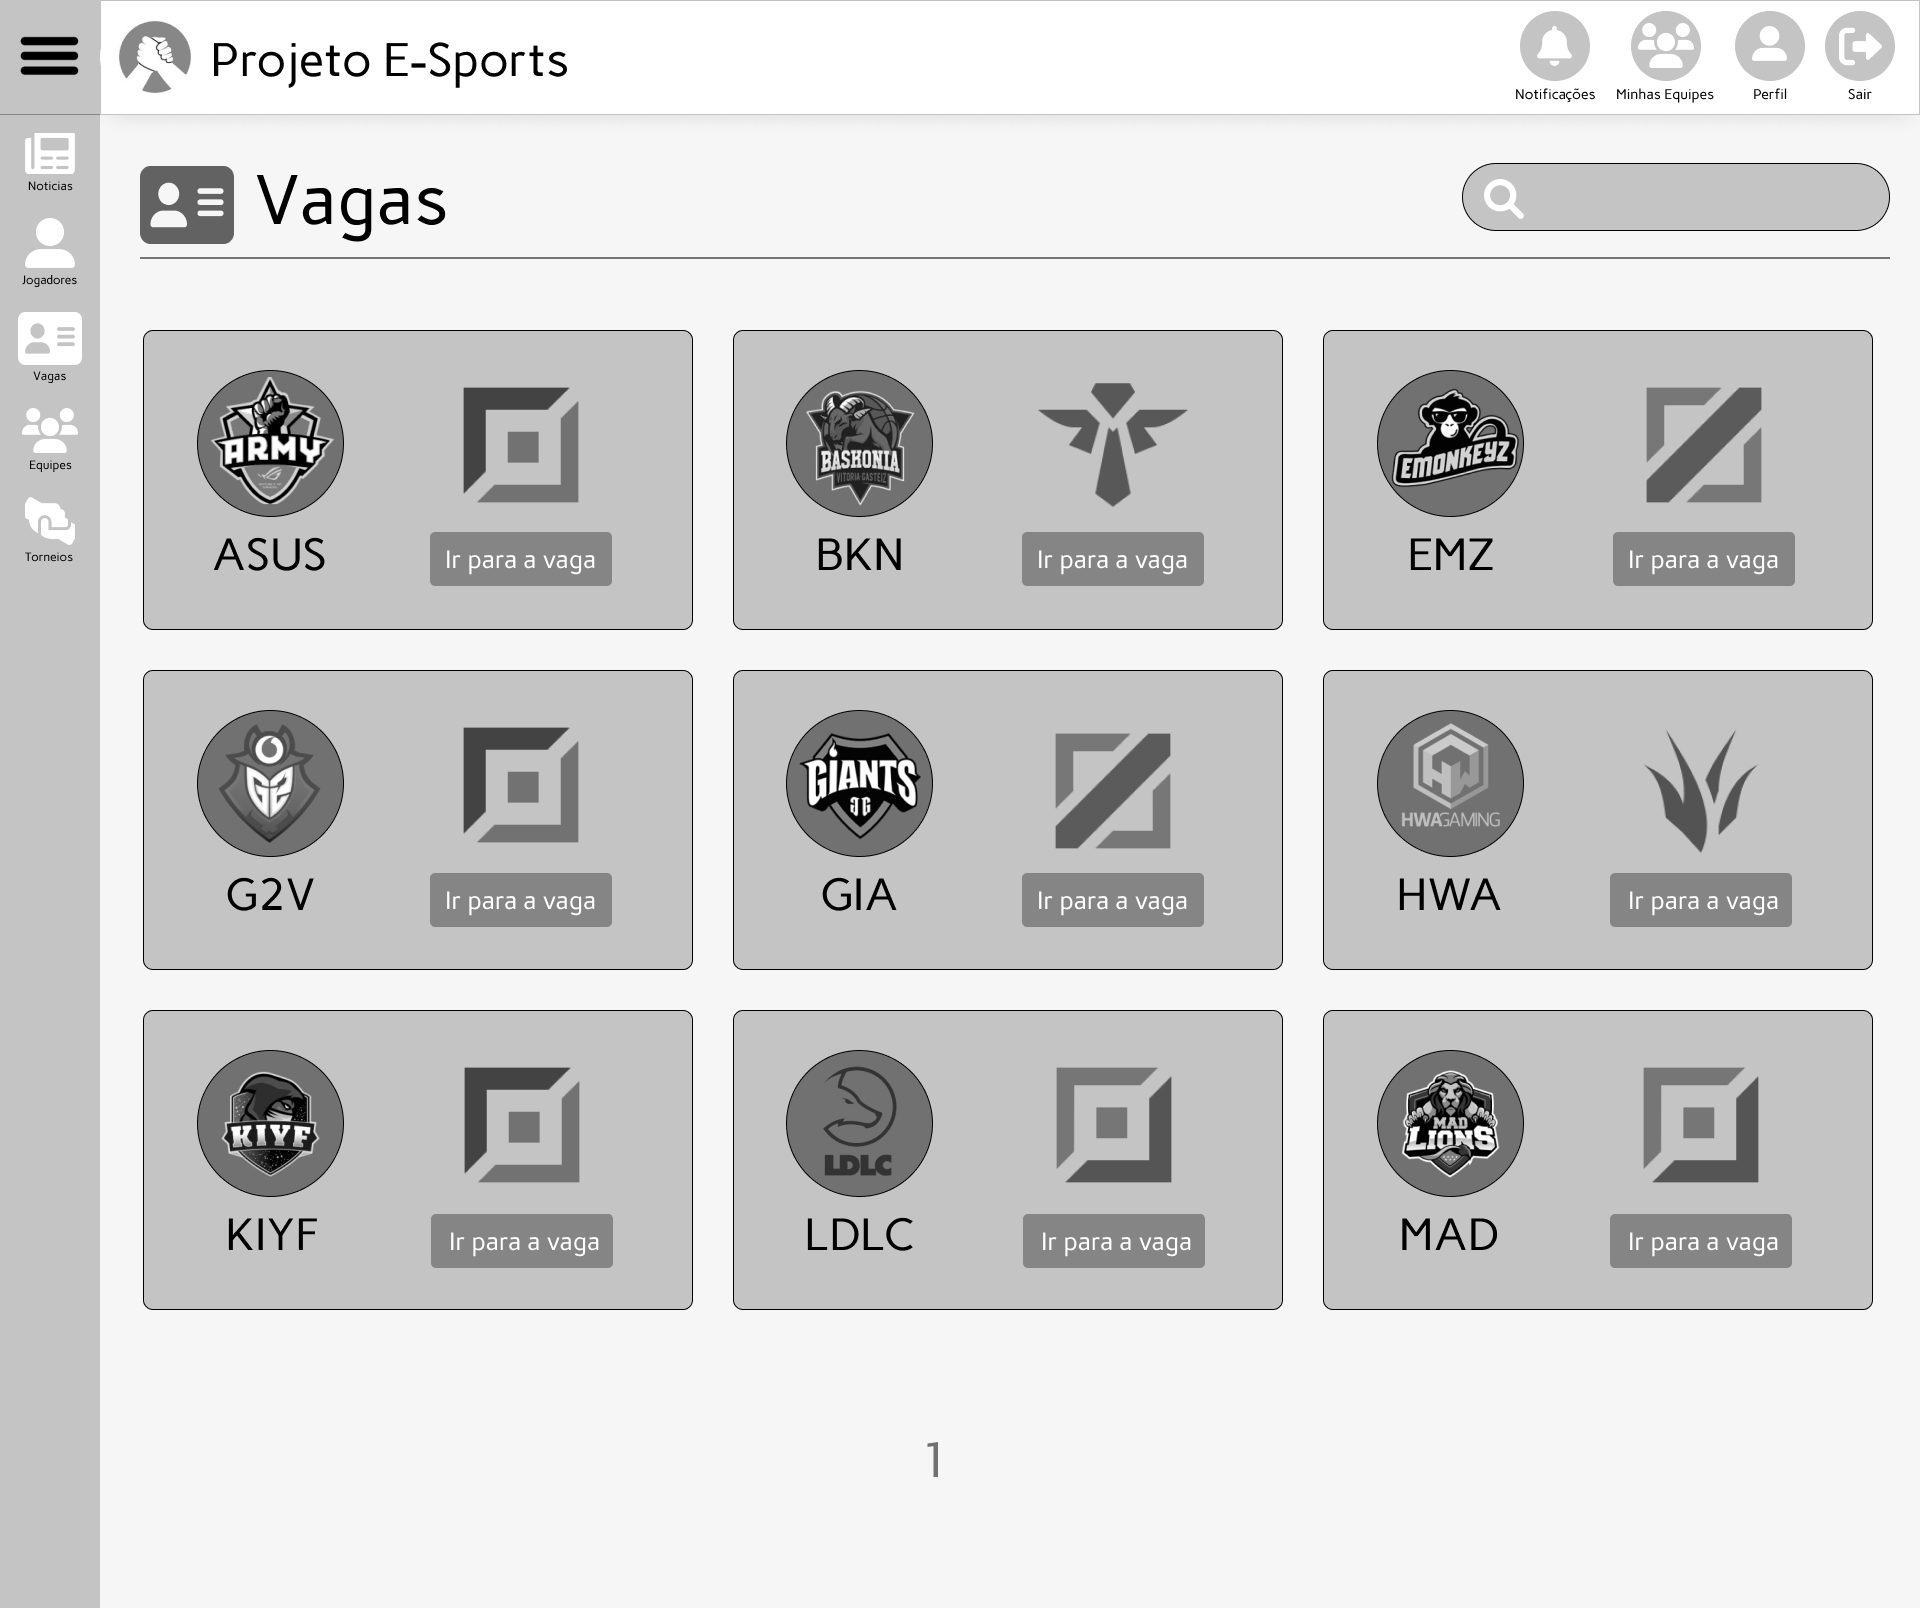 Projeto E-Sports
Notificações
Minhas Equipes
Perfil
Sair
Noticias
Jogadores
Vagas
Equipes
Torneios
Vagas
ARMY
ASUS
Ir para a vaga
BASKONIA
VITORIA-GASTEIZ
BKN
Ir para a vaga
EMONKEYZ
EMZ
Ir para a vaga
G2
G2V
Ir para a vaga
GIANTS
GIA
Ir para a vaga
HW
HWAGAMING
HWA
Ir para a vaga
KIYF
KIYF
Ir para a vaga
LDLC
LDLC
Ir para a vaga
MAD
LIONS
MAD
Ir para a vaga
1